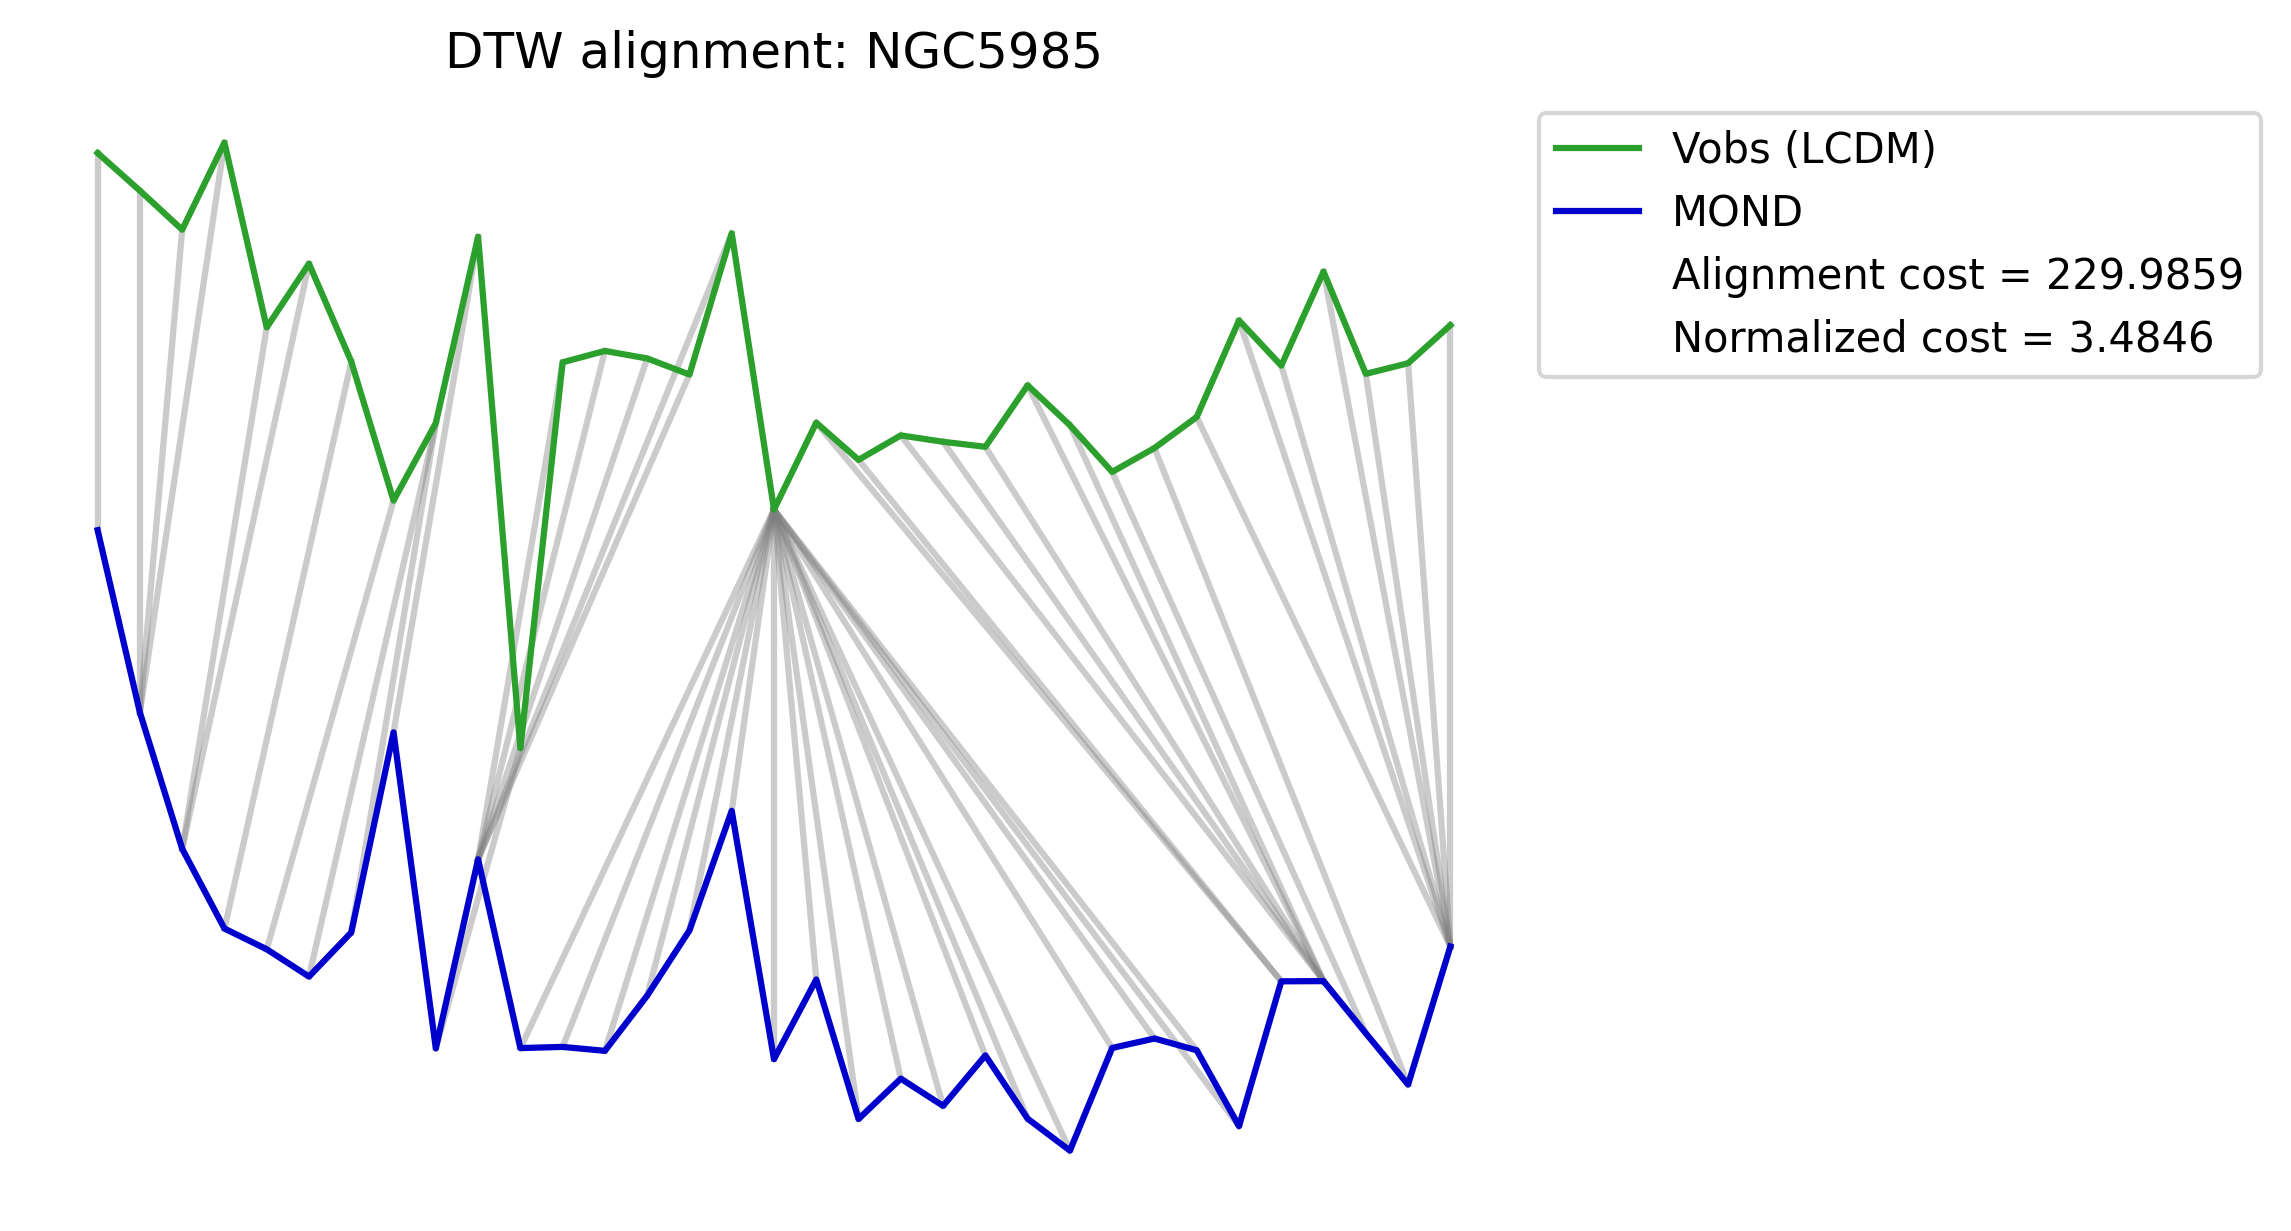 DTW alignment: NGC5985
Vobs (LCDM)
MOND
Alignment cost = 229.9859
Normalized cost = 3.4846